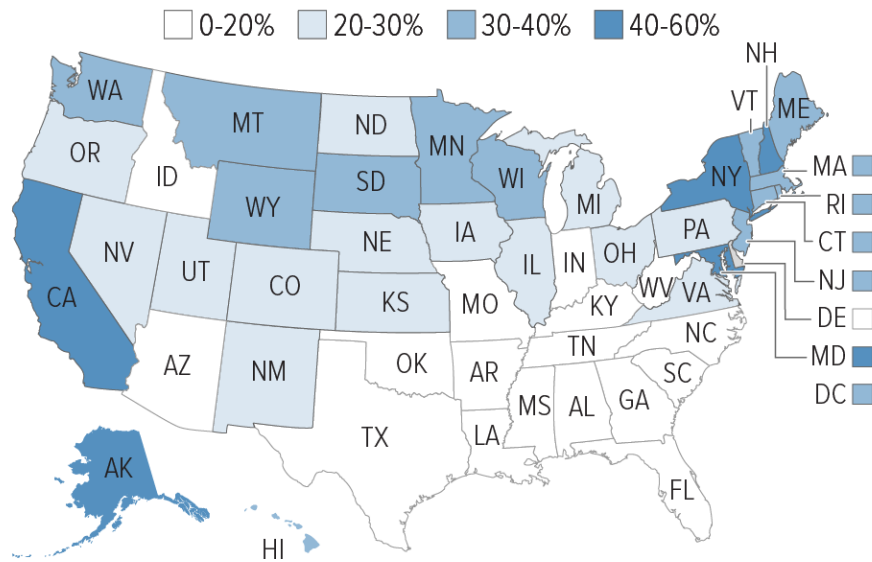 0-20% 20-30% 30-40% 40-60%
NH
WA
VT
ME
MT
ND
MN
OR
MA
ID
WI
NY
SD
RI
WY
MI
CT
IA
PA
NE
NV
OH
NJ
IL
IN
UT
CO
CA
WV
VA
KS
MO
KY
DE
NC
MD
TN
OK
AZ
NM
AR
SC
DC
MS
AL
GA
LA
TX
AK
FL
HI